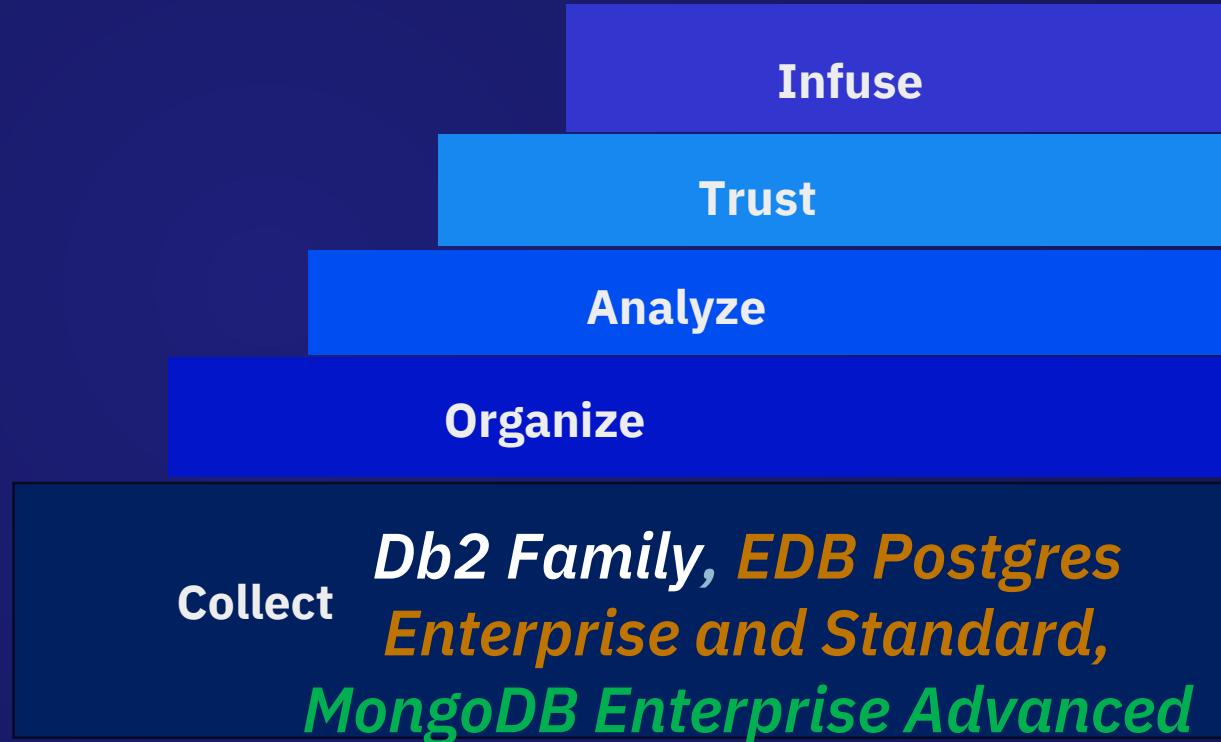 Infuse
Trust
Analyze
Organize
Collect
Db2 Family, EDB Postgres
Enterprise and Standard,
MongoDB Enterprise Advanced